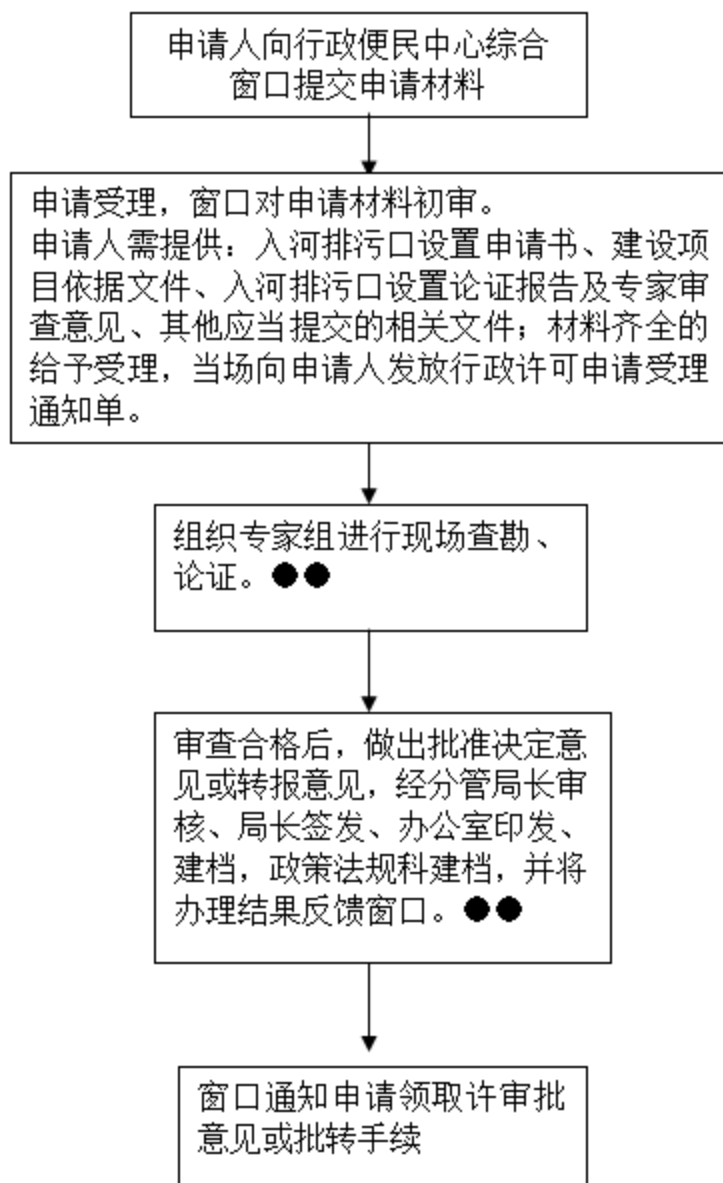 申请人向行政便民中心综合
窗口提交申请材料
申请受理，窗口对申请材料初审。
申请人需提供：入河排污口设置申请书、建设项
目依据文件、入河排污口设置论证报告及专家审
查意见、其他应当提交的相关文件；材料齐全的
给予受理，当场向申请人发放行政许可申请受理
通知单。
组织专家组进行现场查勘、
论证。●●
审查合格后，做出批准决定意
见或转报意见，经分管局长审
核、局长签发、办公室印发、
建档，政策法规科建档，并将
办理结果反馈窗口。●●
窗口通知申请领取许审批
意见或批转手续